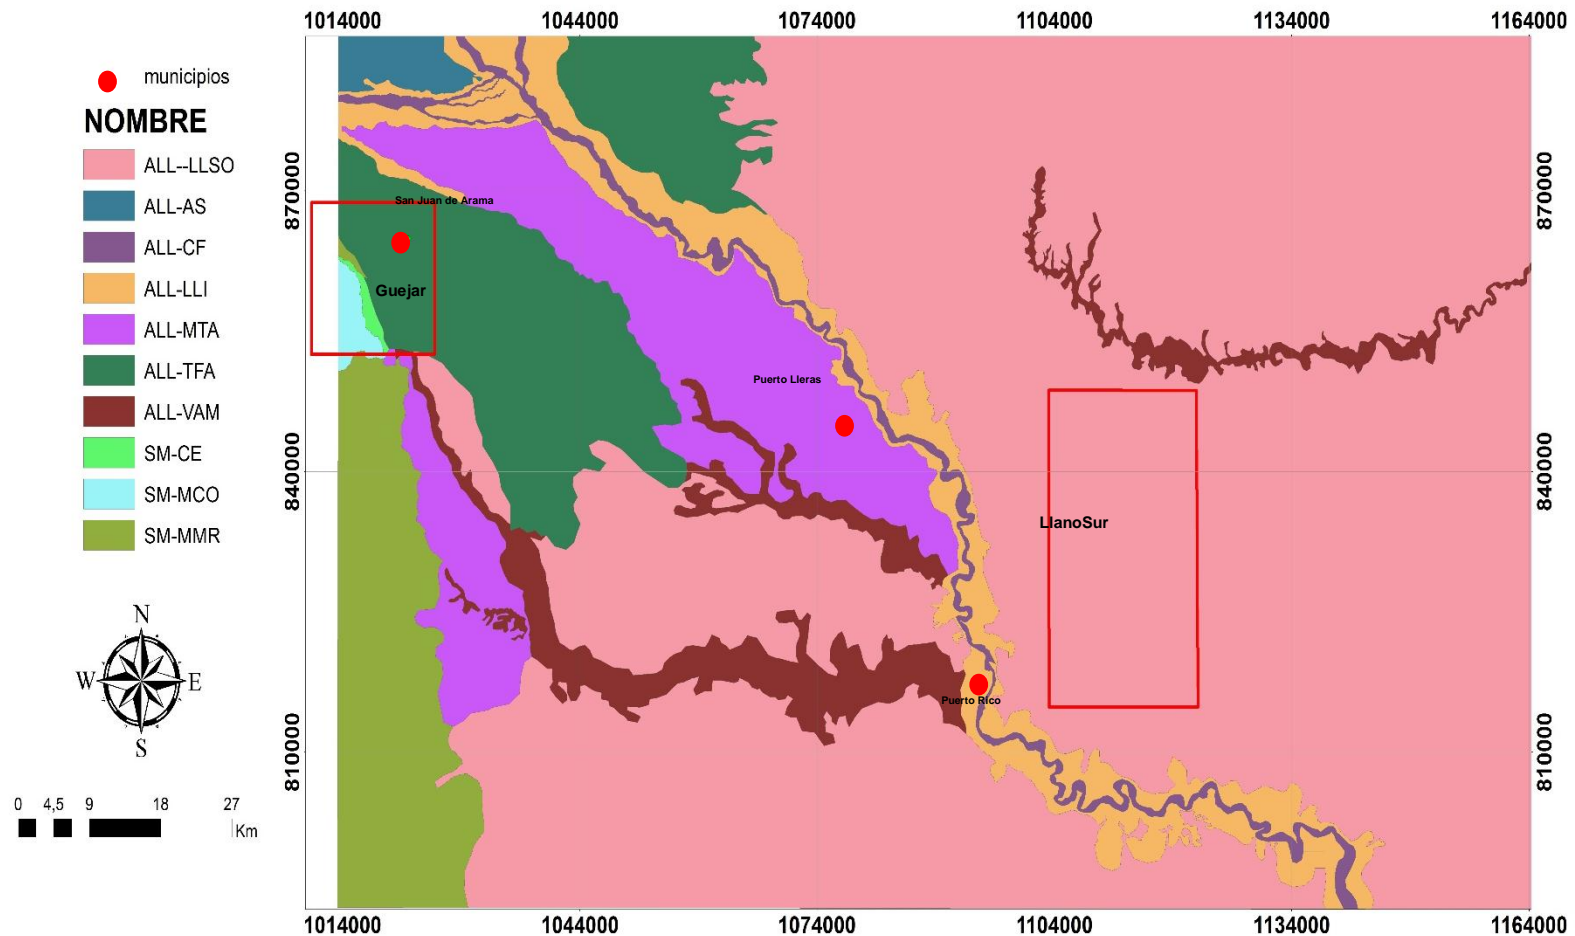 1014000 1044000 1074000 1104000 1134000 1164000
municipios
NOMBRE
ALL--LLSO
ALL-AS
ALL-CF
ALL-LLI
ALL-MTA
ALL-TFA
ALL-VAM
SM-CE
SM-MCO
SM-MMR
N
W E
S
0 4,5 9 18 27
Km
870000
840000
810000
San Juan de Arama
Guejar
Puerto Lleras
LlanoSur
Puerto Rico
870000
840000
810000
1014000 1044000 1074000 1104000 1134000 1164000